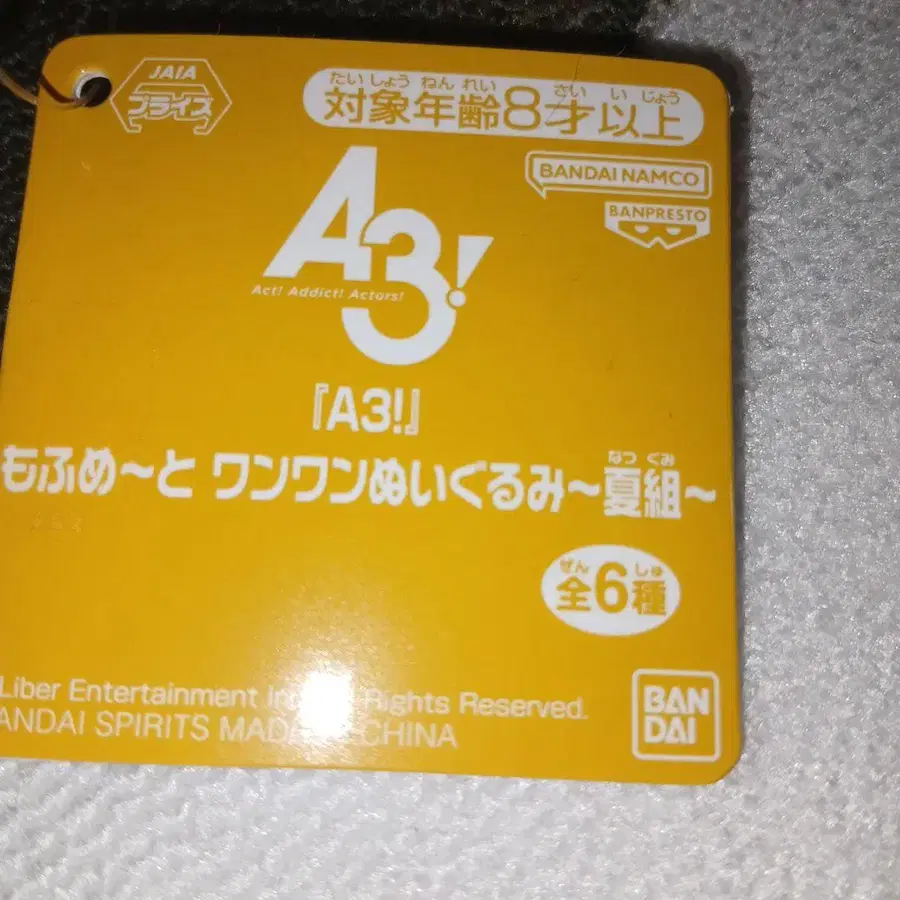 JAIA
プライズ
たいしょうねんれい さいいじょう
対象年齢8才以上
BANDAI NAMCO
BANPRESTO
A3!
Act! Addict! Actors!
『A3!』
なつぐみ
もふめ〜と ワンワンぬいぐるみ〜夏組〜
ぜん しゅ
全6種
Liber Entertainment Rights Reserved.
ANDAI SPIRITS CHINA
BAN
DAI